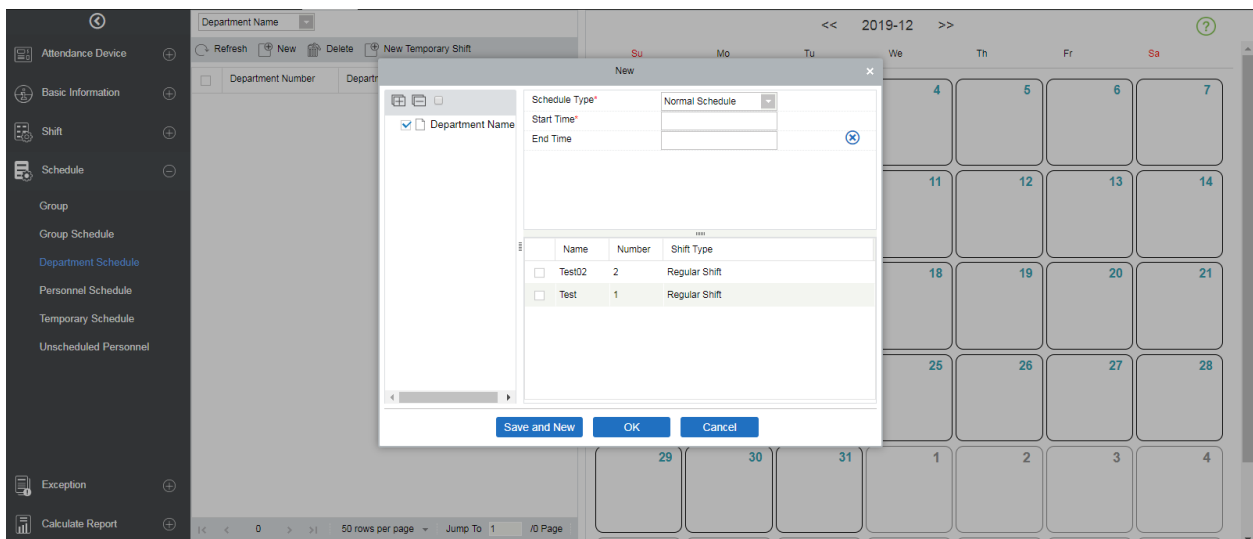 Attendance Device
Basic Information
Shift
Schedule
Group
Group Schedule
Department Schedule
Personnel Schedule
Temporary Schedule
Unscheduled Personnel
Exception
Calculate Report
Department Name
Refresh New Delete New Temporary Shift
Department Number Departm
0 50 rows per page Jump To 1 /0 Page
New ×
Department Name
Schedule Type* Normal Schedule
Start Time*
End Time
Name Number Shift Type
Test02 2 Regular Shift
Test 1 Regular Shift
Save and New OK Cancel
<< 2019-12 >> ?
Su Mo Tu We Th Fr Sa
4 5 6 7
11 12 13 14
18 19 20 21
25 26 27 28
29 30 31 1 2 3 4